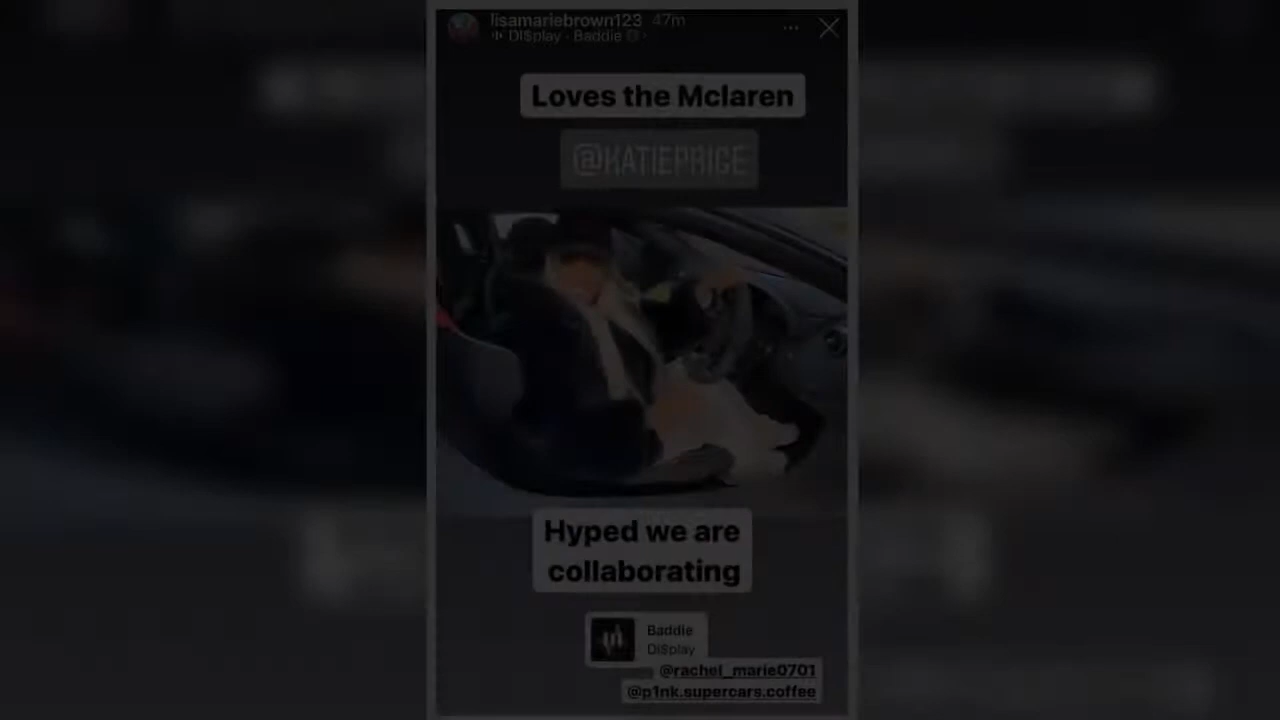 lisamariebrown123 47m
DI$play · Baddie
Loves the Mclaren
@KATIEPRICE
Hyped we are
collaborating
Baddie
DI$play
@rachel_marie0701
@p1nk.supercars.coffee